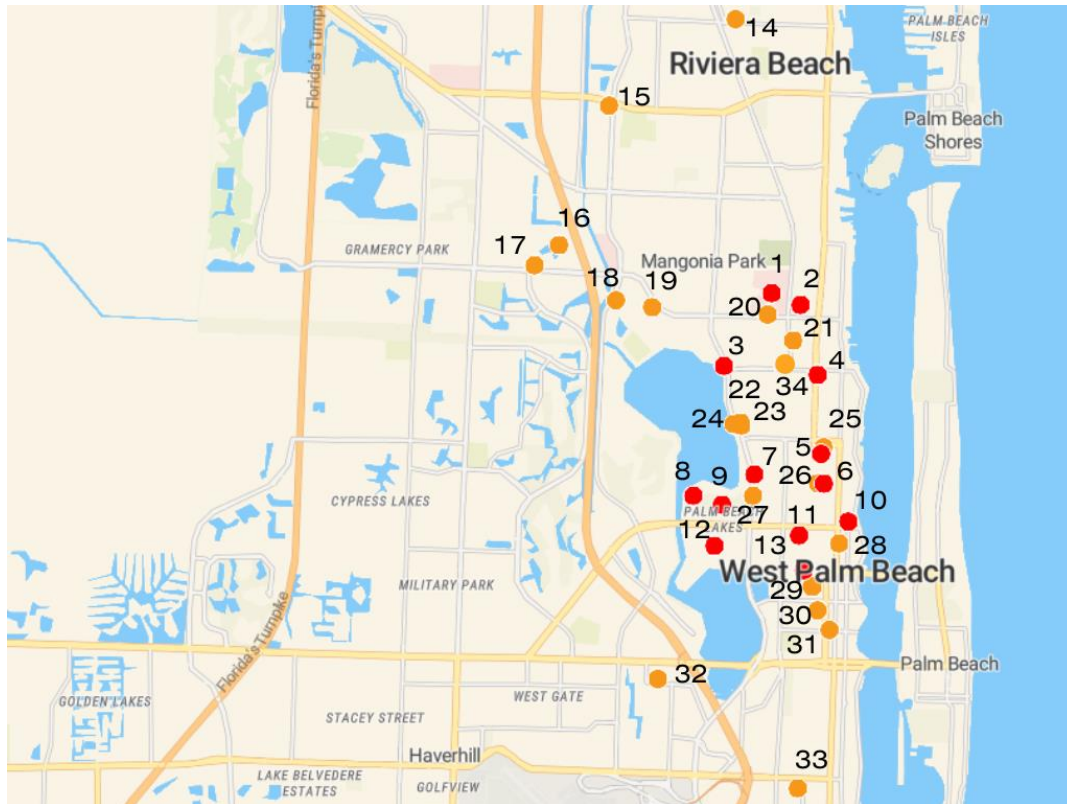 PALM BEACH
ISLES
14
Riviera Beach
Florida's Turnpike
15
Palm Beach
Shores
16
GRAMERCY PARK
17
Mangonia Park
1
2
18
19
20
21
3
4
22
34
24
23
25
5
7
26
6
8
9
CYPRESS LAKES
27
10
PALM BEACH
LAKES
12
11
13
28
West Palm Beach
MILITARY PARK
29
30
31
Florida's Turnpike
Palm Beach
32
WEST GATE
GOLDEN LAKES
STACEY STREET
Haverhill
33
LAKE BELVEDERE
ESTATES
GOLFVIEW